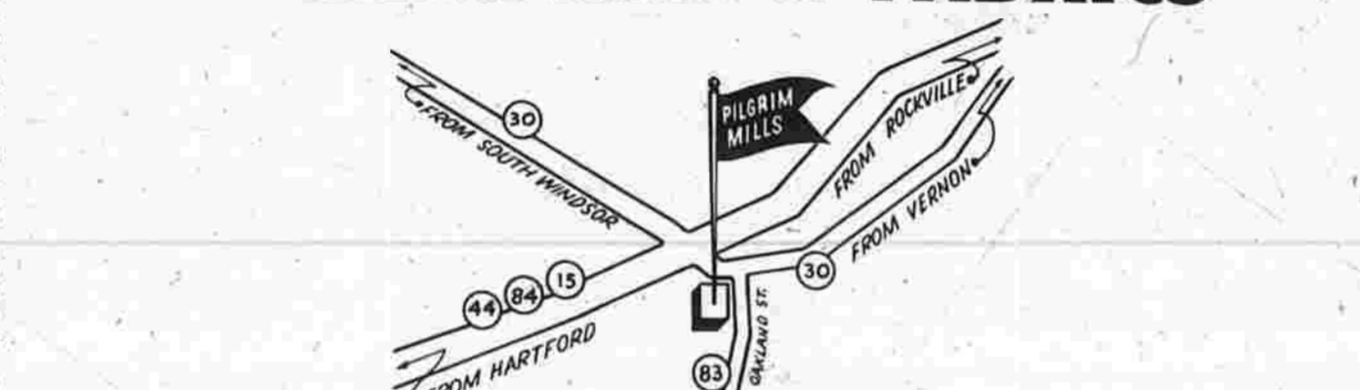 30
FROM SOUTH WINDSOR
PILGRIM
MILLS
FROM ROCKVILLE
FROM VERNON
30
44 84 15
FROM HARTFORD
OAKLAND ST.
83